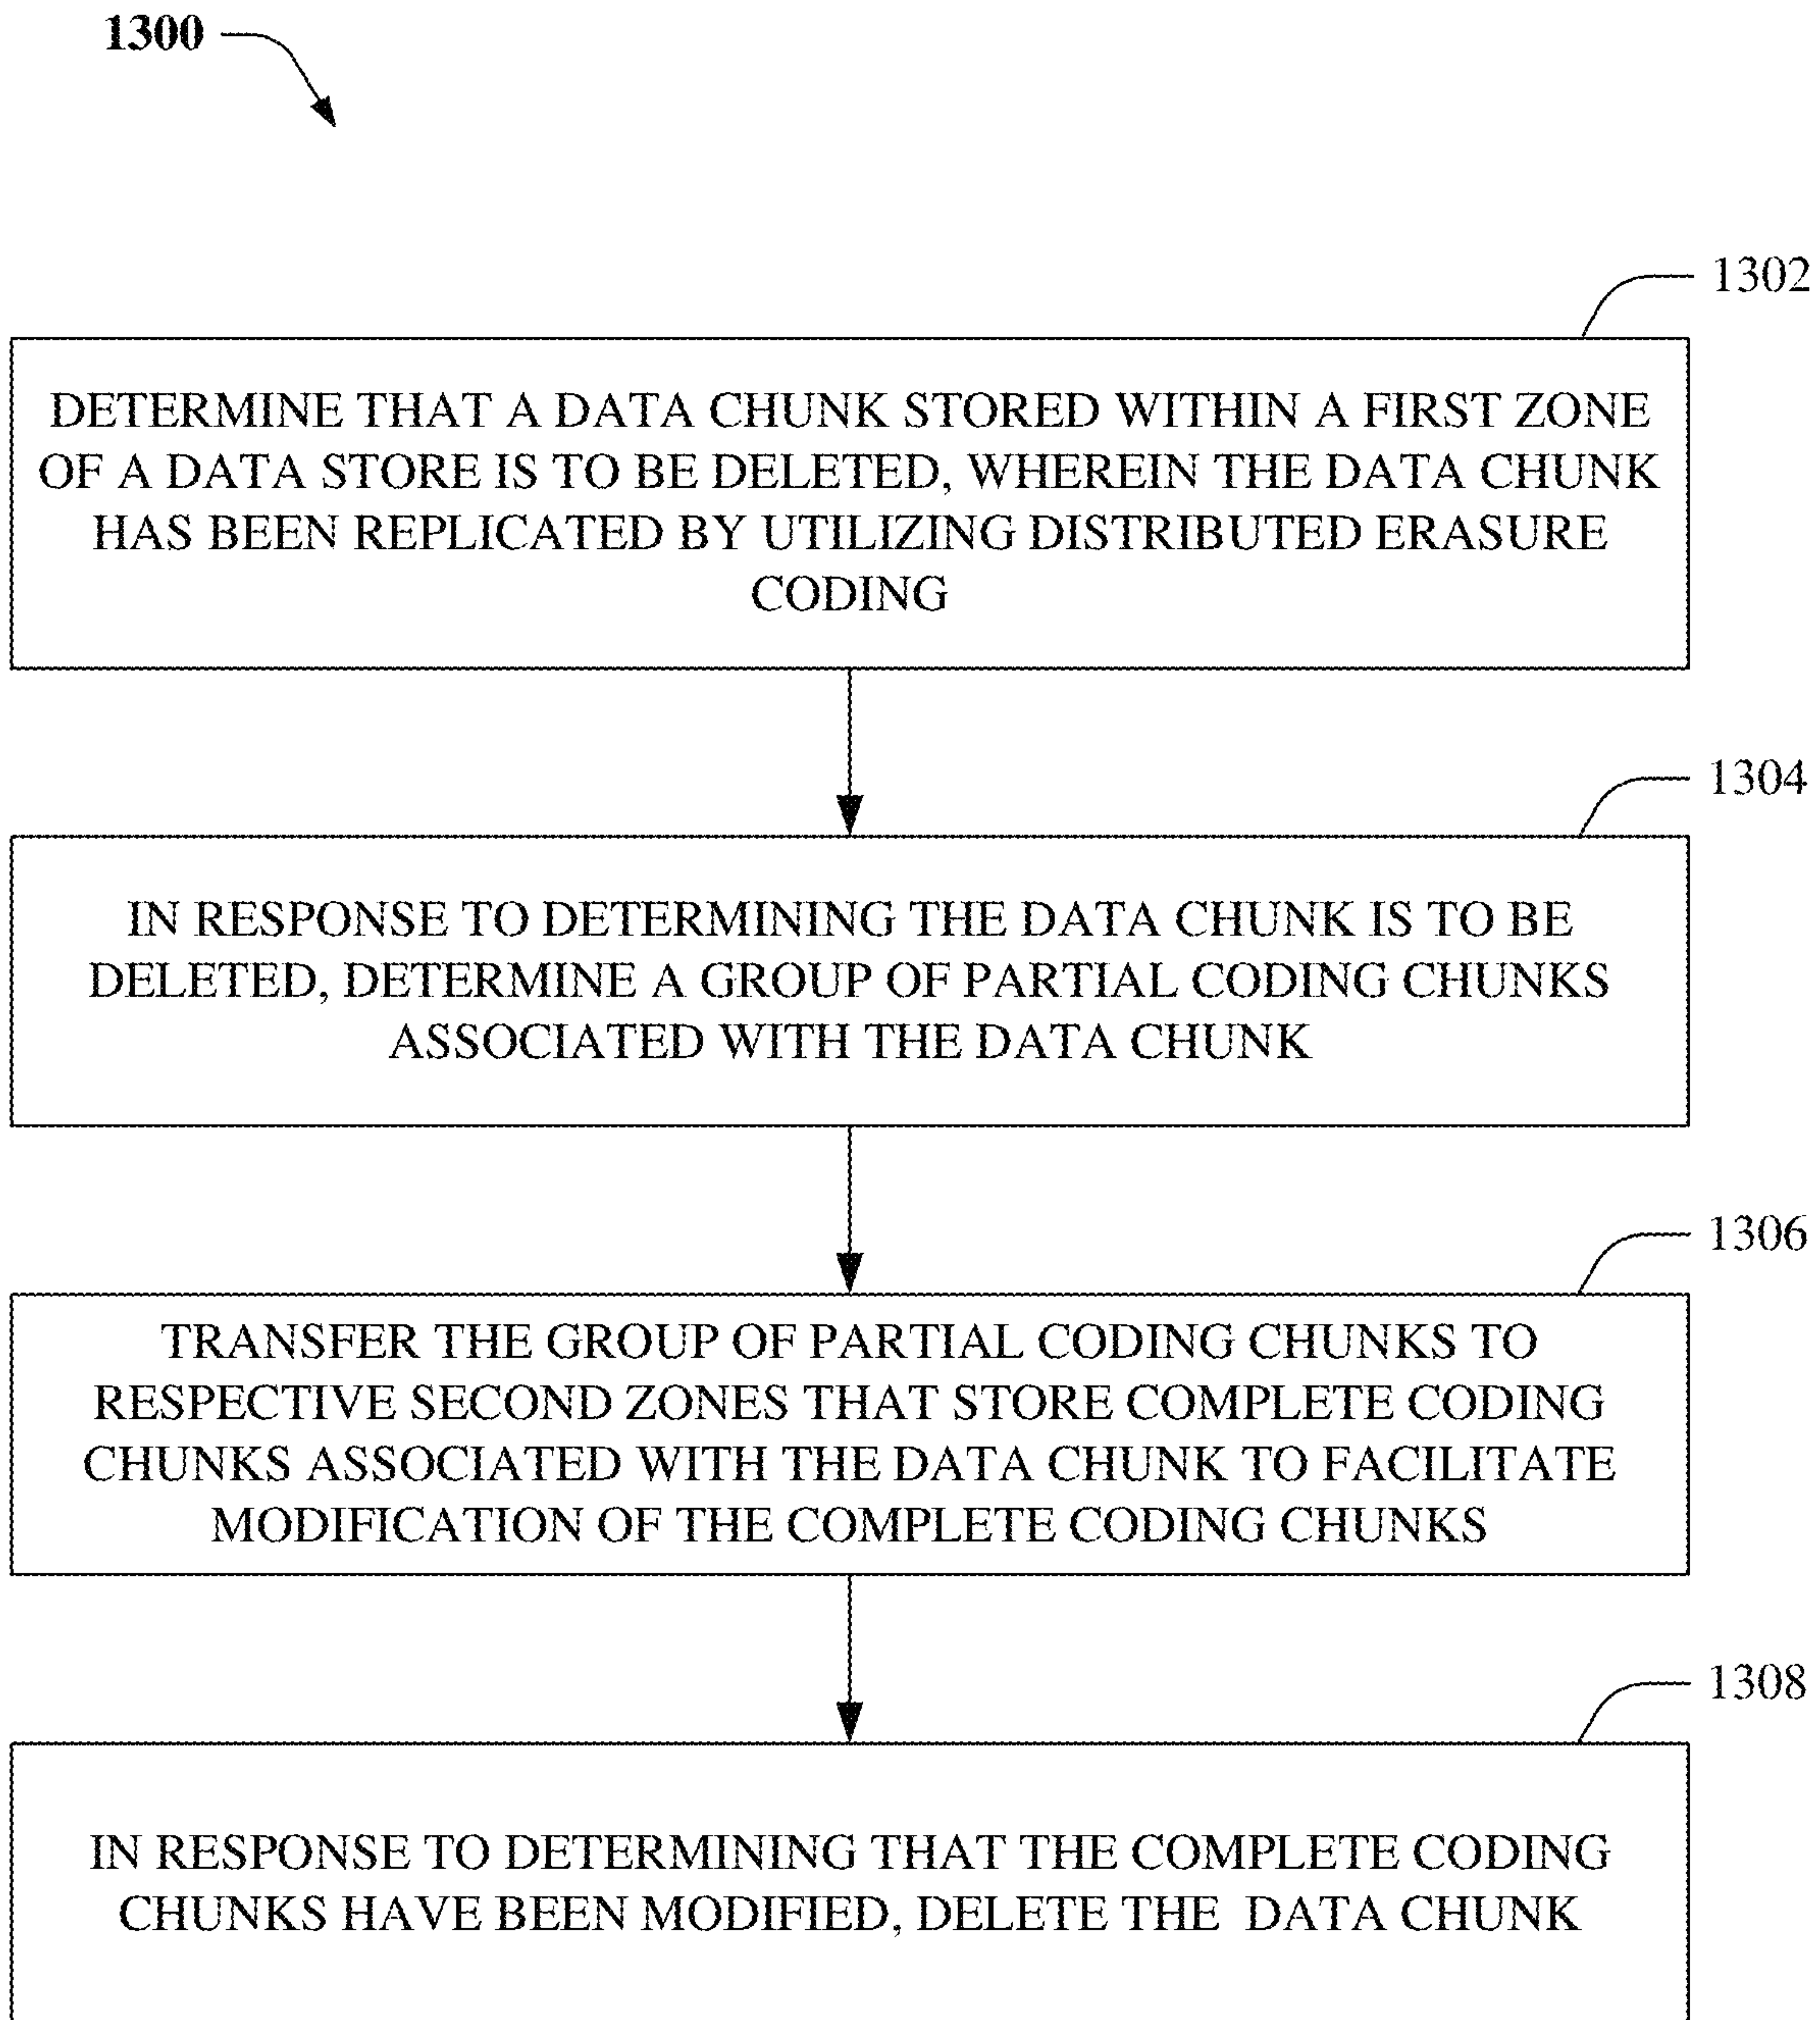 1300
1302
DETERMINE THAT A DATA CHUNK STORED WITHIN A FIRST ZONE
OF A DATA STORE IS TO BE DELETED, WHEREIN THE DATA CHUNK
HAS BEEN REPLICATED BY UTILIZING DISTRIBUTED ERASURE
CODING
1304
IN RESPONSE TO DETERMINING THE DATA CHUNK IS TO BE
DELETED, DETERMINE A GROUP OF PARTIAL CODING CHUNKS
ASSOCIATED WITH THE DATA CHUNK
1306
TRANSFER THE GROUP OF PARTIAL CODING CHUNKS TO
RESPECTIVE SECOND ZONES THAT STORE COMPLETE CODING
CHUNKS ASSOCIATED WITH THE DATA CHUNK TO FACILITATE
MODIFICATION OF THE COMPLETE CODING CHUNKS
1308
IN RESPONSE TO DETERMINING THAT THE COMPLETE CODING
CHUNKS HAVE BEEN MODIFIED, DELETE THE DATA CHUNK